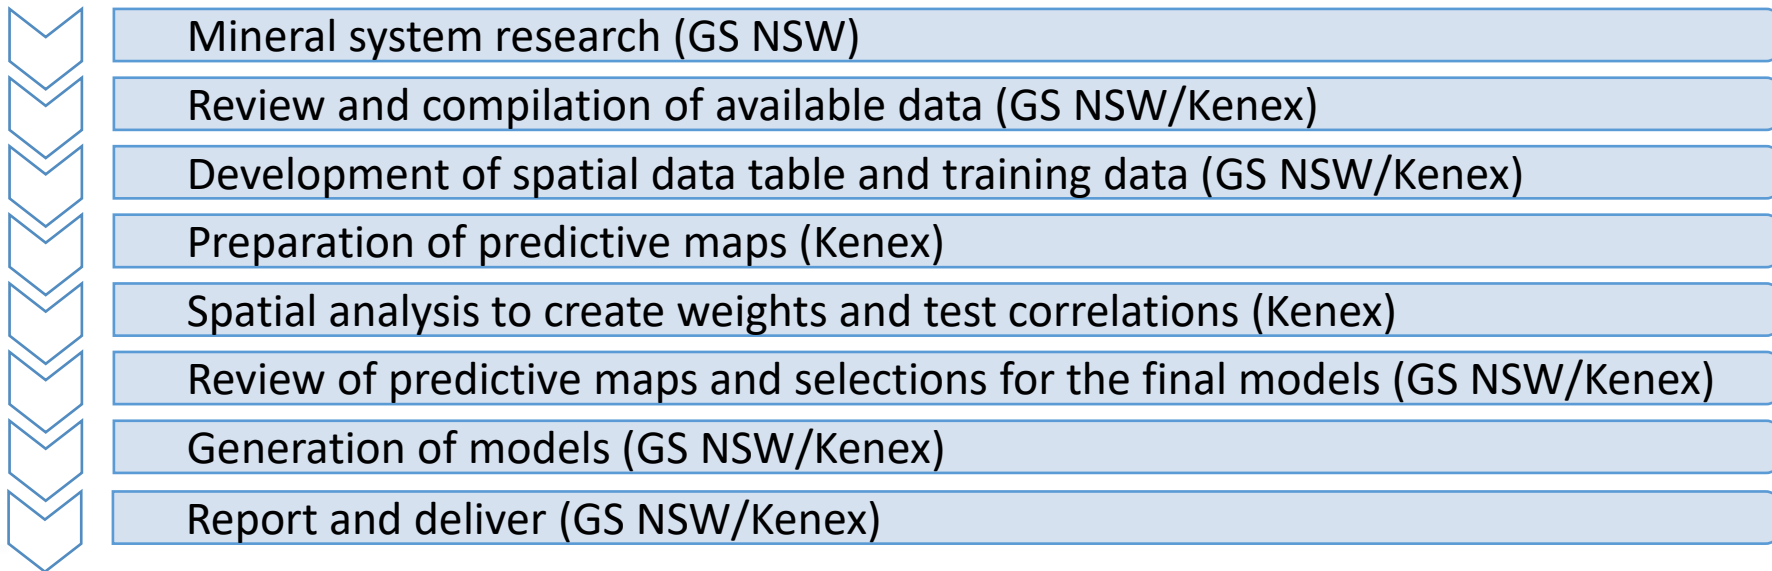 Mineral system research (GS NSW)
Review and compilation of available data (GS NSW/Kenex)
Development of spatial data table and training data (GS NSW/Kenex)
Preparation of predictive maps (Kenex)
Spatial analysis to create weights and test correlations (Kenex)
Review of predictive maps and selections for the final models (GS NSW/Kenex)
Generation of models (GS NSW/Kenex)
Report and deliver (GS NSW/Kenex)